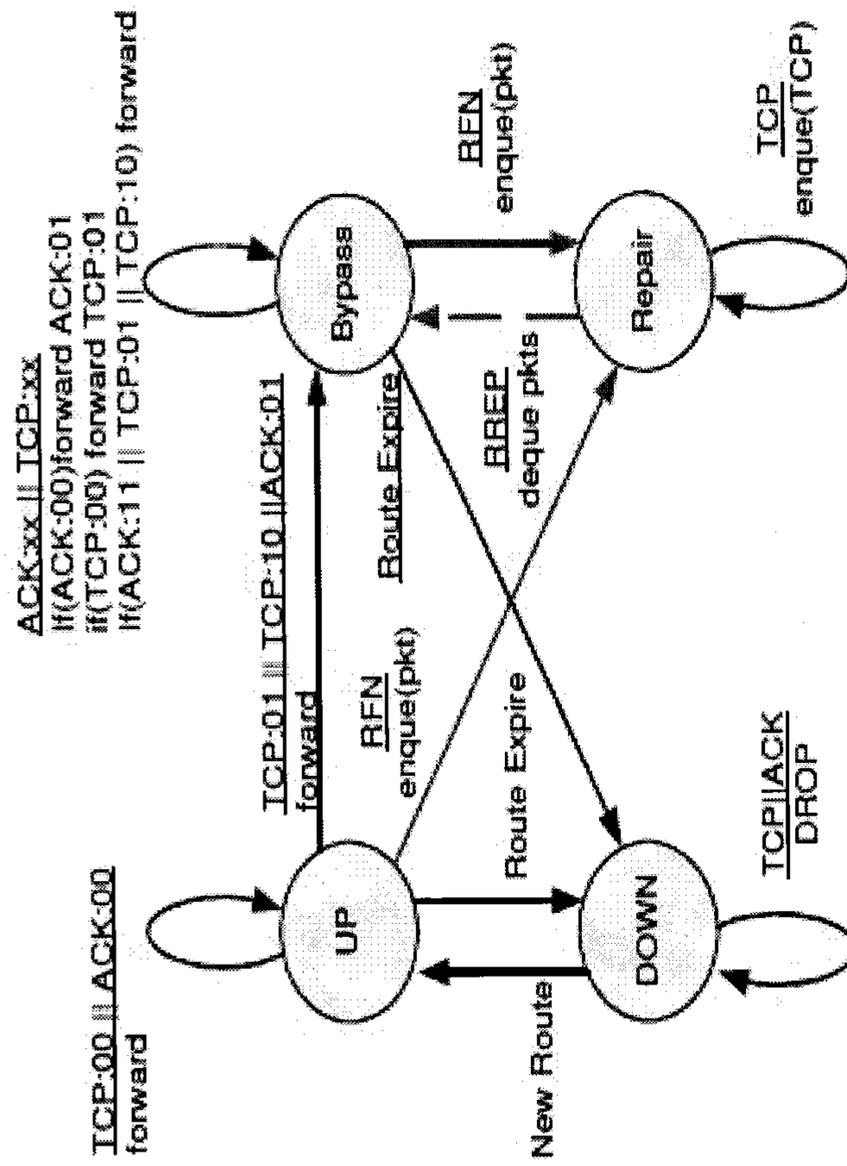 TCP:00 || ACK:00
forward
ACK:xx || TCP:xx
If(ACK:00)forward ACK:01
if(TCP:00) forward TCP:01
If(ACK:11 || TCP:01 || TCP:10) forward
TCP:01 || TCP:10 ||ACK:01
forward
UP
Bypass
Route Expire
RFN
enque(pkt)
RFN
enque(pkt)
RREP
deque pkts
New Route
Route Expire
DOWN
Repair
TCP||ACK
DROP
TCP
enque(TCP)